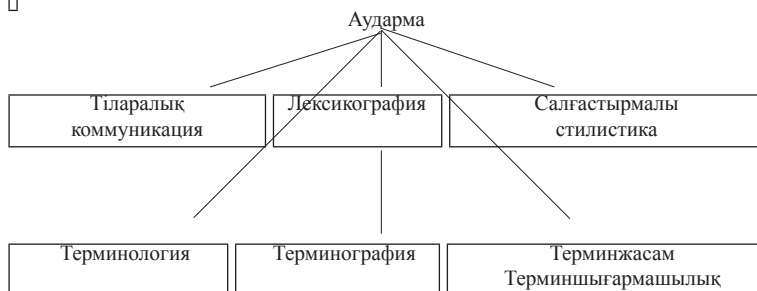 Аударма
Тіларалық
коммуникация
Лексикография
Салғастырмалы
стилистика
Терминология
Терминография
Терминжасам
Терминшығармашылық